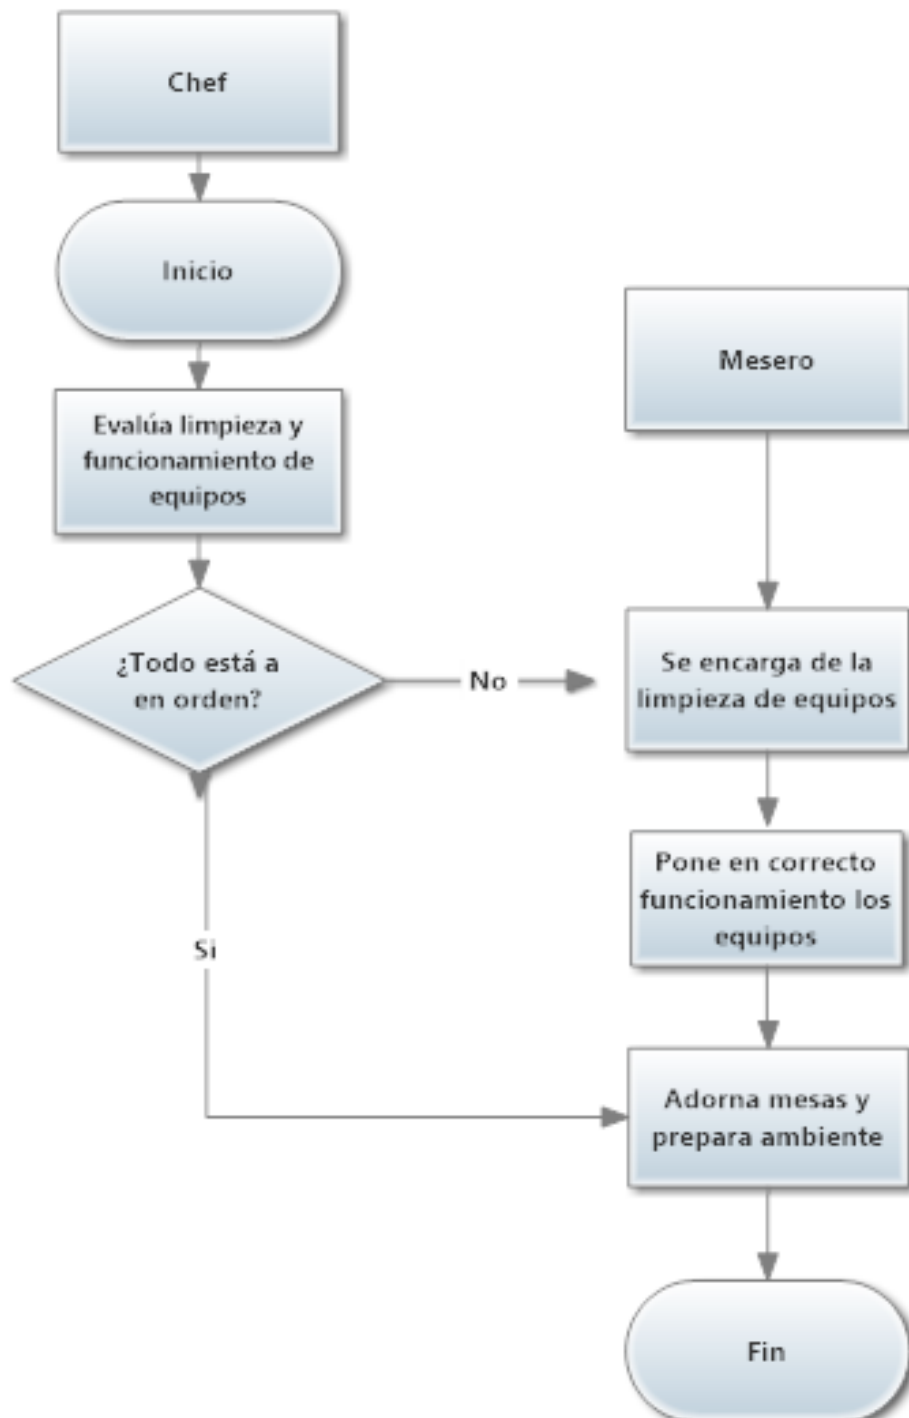 Chef
Inicio
Evalúa limpieza y
funcionamiento de
equipos
¿Todo está a
en orden?
No
Si
Mesero
Se encarga de la
limpieza de equipos
Pone en correcto
funcionamiento los
equipos
Adorna mesas y
prepara ambiente
Fin